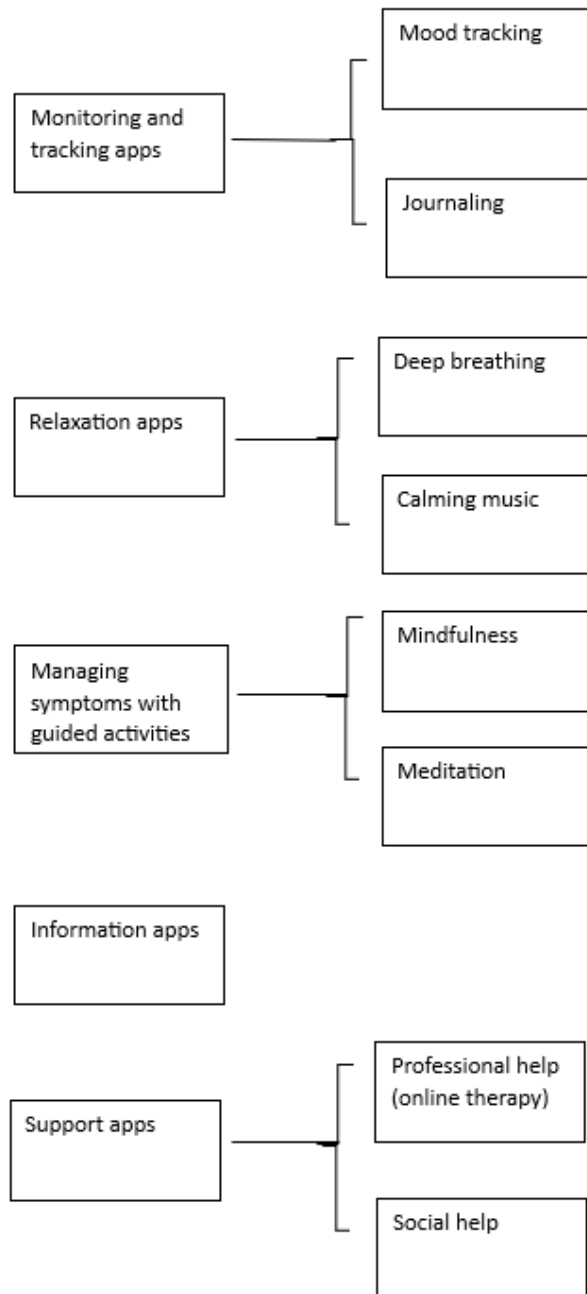 Mood tracking
Monitoring and
tracking apps
Journaling
Deep breathing
Relaxation apps
Calming music
Mindfulness
Managing
symptoms with
guided activities
Meditation
Information apps
Professional help
(online therapy)
Support apps
Social help